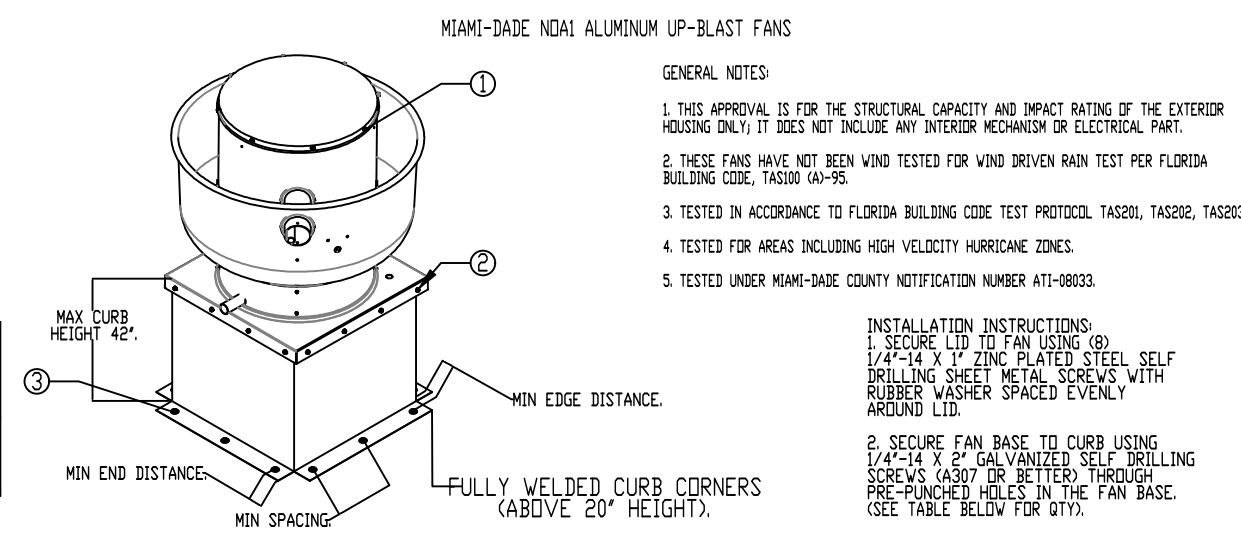 MIAMI-DADE NOA1 ALUMINUM UP-BLAST FANS
1
2
3
MAX CURB
HEIGHT 42".
MIN EDGE DISTANCE.
MIN END DISTANCE.
MIN SPACING.
FULLY WELDED CURB CORNERS
(ABOVE 20" HEIGHT).
GENERAL NOTES:
1. THIS APPROVAL IS FOR THE STRUCTURAL CAPACITY AND IMPACT RATING OF THE EXTERIOR
HOUSING ONLY; IT DOES NOT INCLUDE ANY INTERIOR MECHANISM OR ELECTRICAL PART.
2. THESE FANS HAVE NOT BEEN WIND TESTED FOR WIND DRIVEN RAIN TEST PER FLORIDA
BUILDING CODE, TAS100 (A)-95.
3. TESTED IN ACCORDANCE TO FLORIDA BUILDING CODE TEST PROTOCOL TAS201, TAS202, TAS203
4. TESTED FOR AREAS INCLUDING HIGH VELOCITY HURRICANE ZONES.
5. TESTED UNDER MIAMI-DADE COUNTY NOTIFICATION NUMBER ATI-08033.
INSTALLATION INSTRUCTIONS:
1. SECURE LID TO FAN USING (8)
1/4"-14 X 1" ZINC PLATED STEEL SELF
DRILLING SHEET METAL SCREWS WITH
RUBBER WASHER SPACED EVENLY
AROUND LID.
2. SECURE FAN BASE TO CURB USING
1/4"-14 X 2" GALVANIZED SELF DRILLING
SCREWS (A307 OR BETTER) THROUGH
PRE-PUNCHED HOLES IN THE FAN BASE.
(SEE TABLE BELOW FOR QTY).